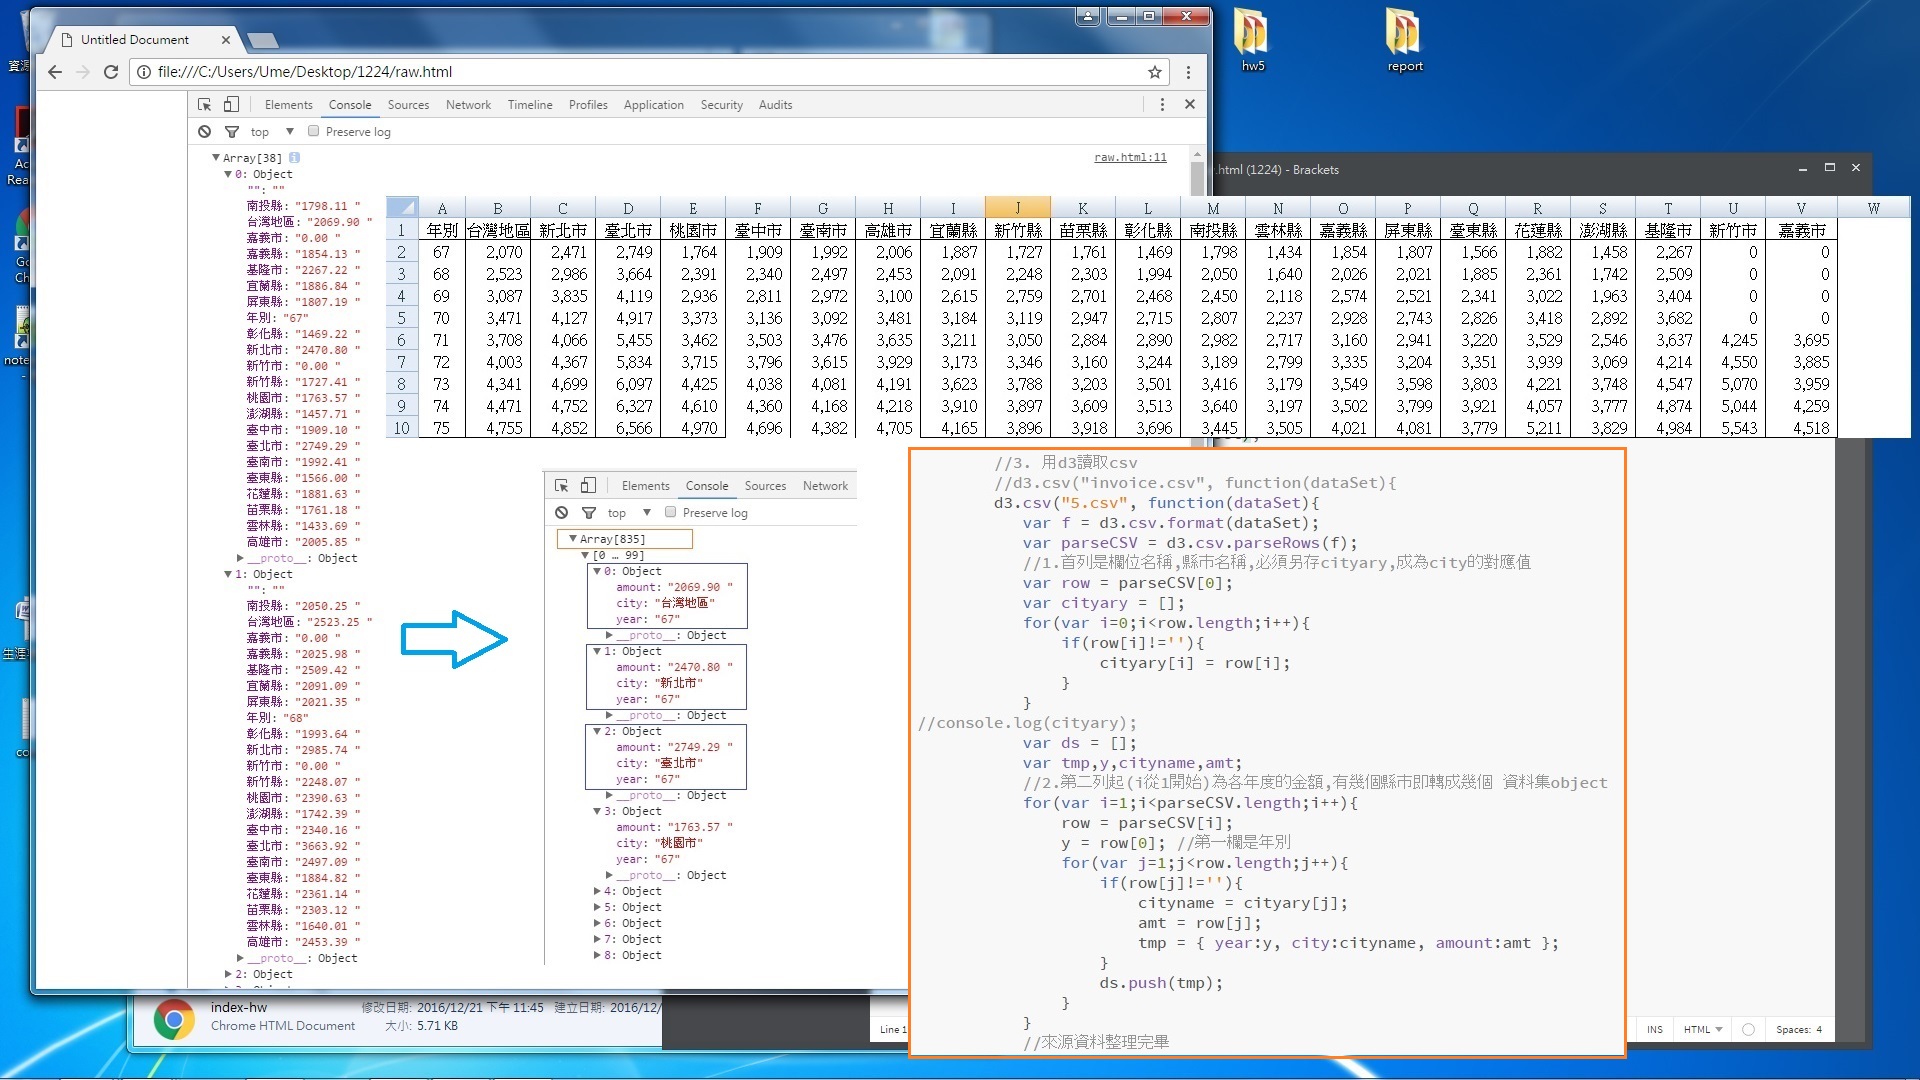 Untitled Document
file:///C:/Users/Ume/Desktop/1224/raw.html
Elements Console Sources Network Timeline Profiles Application Security Audits
top Preserve log
Array[38] raw.html:11
0: Object
"": ""
南投縣: "1798.11 "
台灣地區: "2069.90 "
嘉義市: "0.00 "
嘉義縣: "1854.13 "
基隆市: "2267.22 "
宜蘭縣: "1886.84 "
屏東縣: "1807.19 "
年別: "67"
彰化縣: "1469.22 "
新北市: "2470.80 "
新竹市: "0.00 "
新竹縣: "1727.41 "
桃園市: "1763.57 "
澎湖縣: "1457.71 "
臺中市: "1909.10 "
臺北市: "2749.29 "
臺南市: "1992.41 "
臺東縣: "1566.00 "
花蓮縣: "1881.63 "
苗栗縣: "1761.18 "
雲林縣: "1433.69 "
高雄市: "2005.85 "
__proto__: Object
1: Object
"": ""
南投縣: "2050.25 "
台灣地區: "2523.25 "
嘉義市: "0.00 "
嘉義縣: "2025.98 "
基隆市: "2509.42 "
宜蘭縣: "2091.09 "
屏東縣: "2021.35 "
年別: "68"
彰化縣: "1993.64 "
新北市: "2985.74 "
新竹市: "0.00 "
新竹縣: "2248.07 "
桃園市: "2390.63 "
澎湖縣: "1742.39 "
臺中市: "2340.16 "
臺北市: "3663.92 "
臺南市: "2497.09 "
臺東縣: "1884.82 "
花蓮縣: "2361.14 "
苗栗縣: "2303.12 "
雲林縣: "1640.01 "
高雄市: "2453.39 "
__proto__: Object
2: Object
A B C D E F G H I J K L M N O P Q R S T U V W
1 年別 台灣地區 新北市 臺北市 桃園市 臺中市 臺南市 高雄市 宜蘭縣 新竹縣 苗栗縣 彰化縣 南投縣 雲林縣 嘉義縣 屏東縣 臺東縣 花蓮縣 澎湖縣 基隆市 新竹市 嘉義市
2 67 2,070 2,471 2,749 1,764 1,909 1,992 2,006 1,887 1,727 1,761 1,469 1,798 1,434 1,854 1,807 1,566 1,882 1,458 2,267 0 0
3 68 2,523 2,986 3,664 2,391 2,340 2,497 2,453 2,091 2,248 2,303 1,994 2,050 1,640 2,026 2,021 1,885 2,361 1,742 2,509 0 0
4 69 3,087 3,835 4,119 2,936 2,811 2,972 3,100 2,615 2,759 2,701 2,468 2,450 2,118 2,574 2,521 2,341 3,022 1,963 3,404 0 0
5 70 3,471 4,127 4,917 3,373 3,136 3,092 3,481 3,184 3,119 2,947 2,715 2,807 2,237 2,928 2,743 2,826 3,418 2,892 3,682 0 0
6 71 3,708 4,066 5,455 3,462 3,503 3,476 3,635 3,211 3,050 2,884 2,890 2,982 2,717 3,160 2,941 3,220 3,529 2,546 3,637 4,245 3,695
7 72 4,003 4,367 5,834 3,715 3,796 3,615 3,929 3,173 3,346 3,160 3,244 3,189 2,799 3,335 3,204 3,351 3,939 3,069 4,214 4,550 3,885
8 73 4,341 4,699 6,097 4,425 4,038 4,081 4,191 3,623 3,788 3,203 3,501 3,416 3,179 3,549 3,598 3,803 4,221 3,748 4,547 5,070 3,959
9 74 4,471 4,752 6,327 4,610 4,360 4,168 4,218 3,910 3,897 3,609 3,513 3,640 3,197 3,502 3,799 3,921 4,057 3,777 4,874 5,044 4,259
10 75 4,755 4,852 6,566 4,970 4,696 4,382 4,705 4,165 3,896 3,918 3,696 3,445 3,505 4,021 4,081 3,779 5,211 3,829 4,984 5,543 4,518
Elements Console Sources Network
top Preserve log
Array[835]
[0 … 99]
0: Object
amount: "2069.90 "
city: "台灣地區"
year: "67"
__proto__: Object
1: Object
amount: "2470.80 "
city: "新北市"
year: "67"
__proto__: Object
2: Object
amount: "2749.29 "
city: "臺北市"
year: "67"
__proto__: Object
3: Object
amount: "1763.57 "
city: "桃園市"
year: "67"
__proto__: Object
4: Object
5: Object
6: Object
7: Object
8: Object
//3. 用d3讀取csv
//d3.csv("invoice.csv", function(dataSet){
d3.csv("5.csv", function(dataSet){
var f = d3.csv.format(dataSet);
var parseCSV = d3.csv.parseRows(f);
//1.首列是欄位名稱,縣市名稱,必須另存cityary,成為city的對應值
var row = parseCSV[0];
var cityary = [];
for(var i=0;i<row.length;i++){
if(row[i]!=''){
cityary[i] = row[i];
}
}
//console.log(cityary);
var ds = [];
var tmp,y,cityname,amt;
//2.第二列起(i從1開始)為各年度的金額,有幾個縣市即轉成幾個 資料集object
for(var i=1;i<parseCSV.length;i++){
row = parseCSV[i];
y = row[0]; //第一欄是年別
for(var j=1;j<row.length;j++){
if(row[j]!=''){
cityname = cityary[j];
amt = row[j];
tmp = { year:y, city:cityname, amount:amt };
}
ds.push(tmp);
}
}
//來源資料整理完畢
hw5
report
.html (1224) - Brackets
index-hw 修改日期: 2016/12/21 下午 11:45 建立日期: 2016/12/
Chrome HTML Document 大小: 5.71 KB
Line 1
INS HTML Spaces: 4